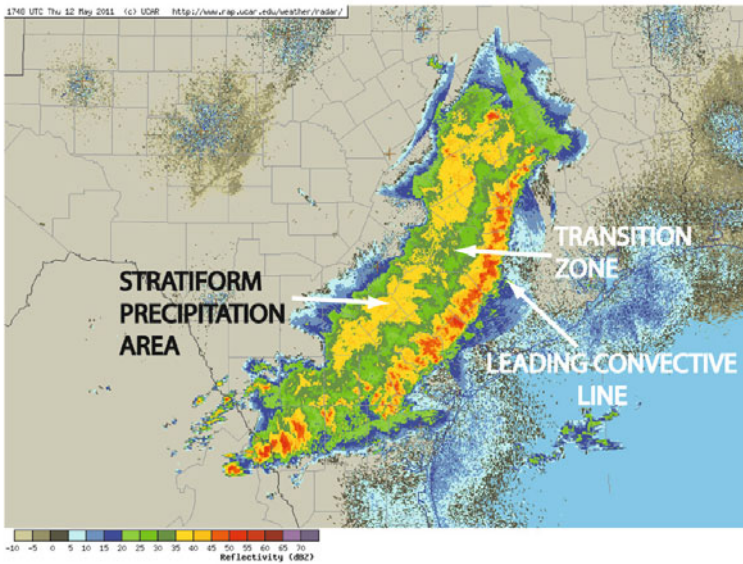 1740 UTC Thu 12 May 2011 (c) UCAR http://www.rap.ucar.edu/weather/radar/
TRANSITION
ZONE
STRATIFORM
PRECIPITATION
AREA
LEADING CONVECTIVE
LINE
-10 -5 0 5 10 15 20 25 30 35 40 45 50 55 60 65 70
Reflectivity (dBZ)